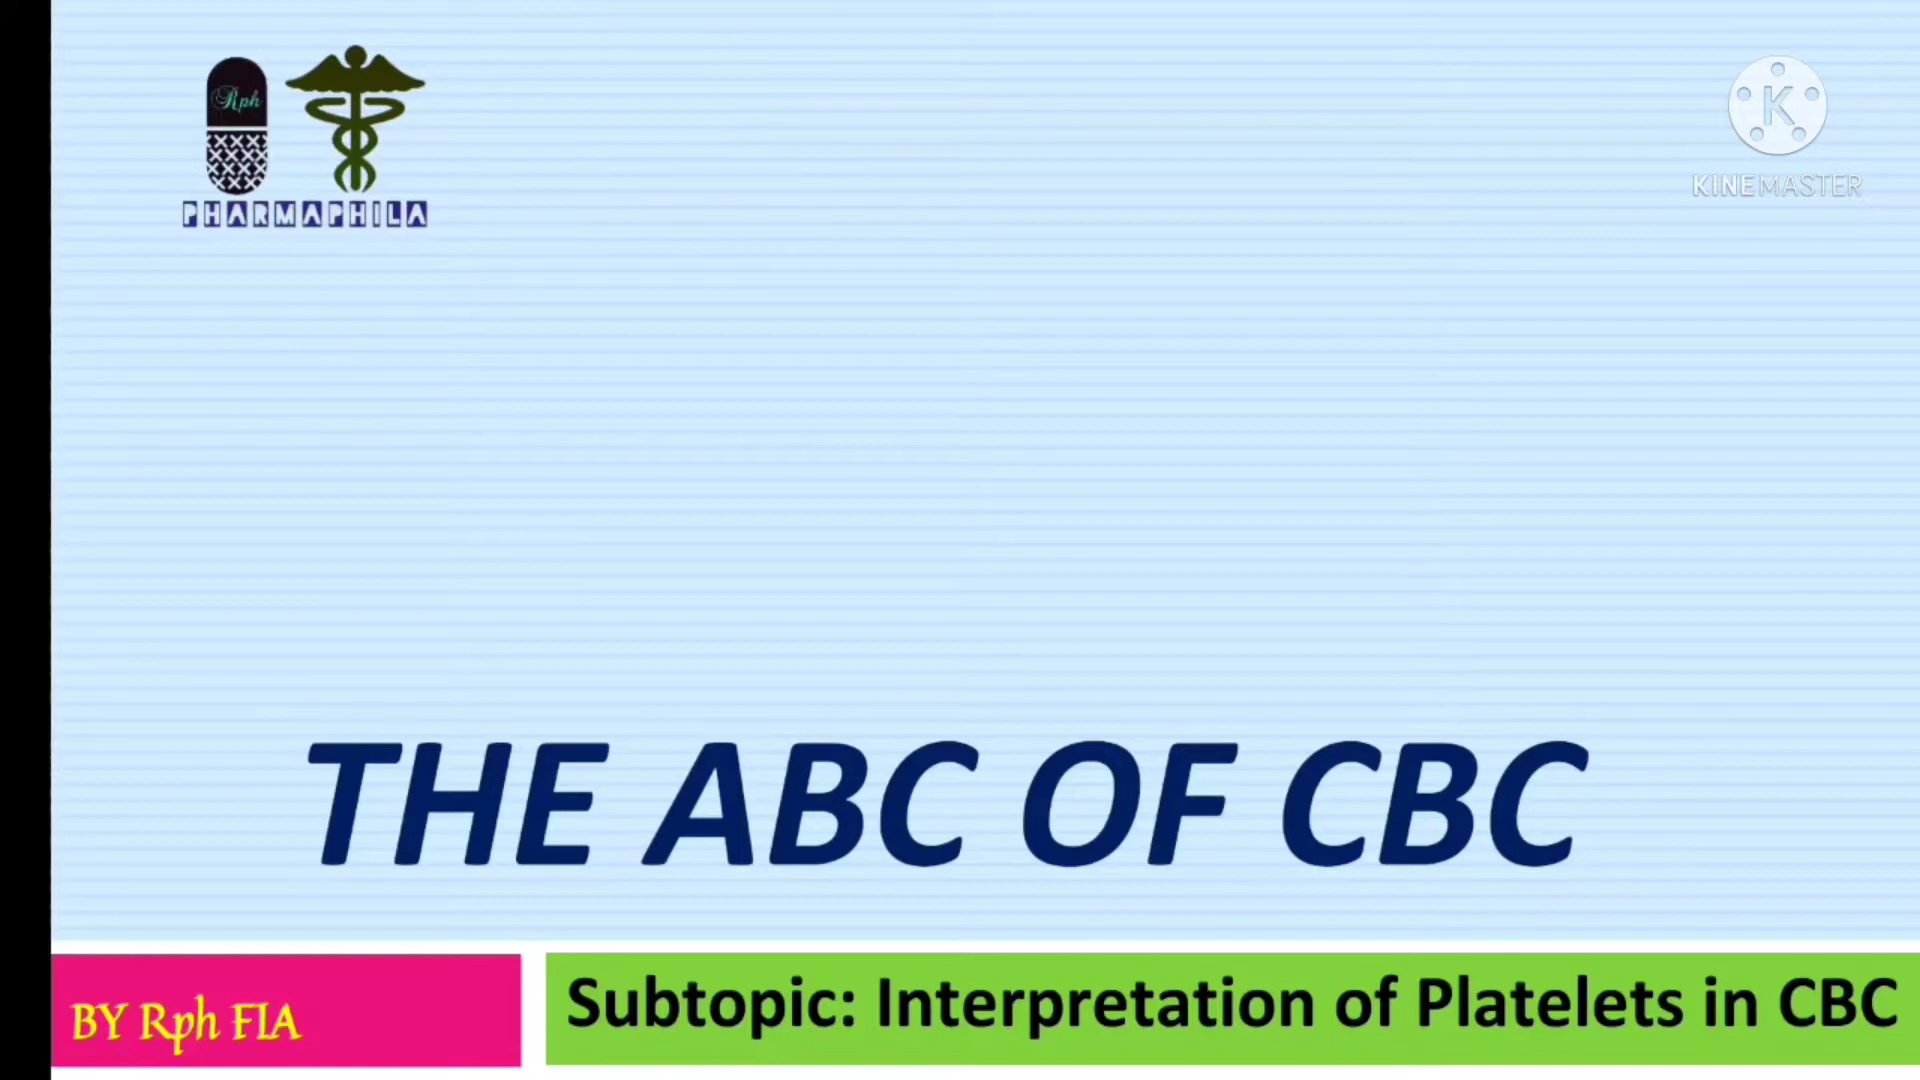 Rph
PHARMAPHILA
K
KINEMASTER
THE ABC OF CBC
BY Rph FIA
Subtopic: Interpretation of Platelets in CBC